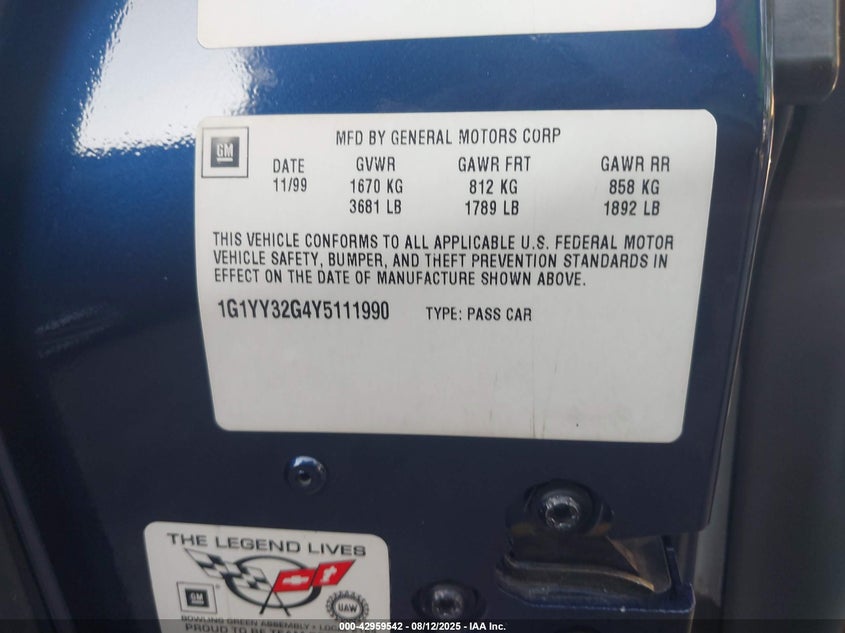 MFD BY GENERAL MOTORS CORP
GM
DATE GVWR GAWR FRT GAWR RR
11/99 1670 KG 812 KG 858 KG
3681 LB 1789 LB 1892 LB
THIS VEHICLE CONFORMS TO ALL APPLICABLE U.S. FEDERAL MOTOR
VEHICLE SAFETY, BUMPER, AND THEFT PREVENTION STANDARDS IN
EFFECT ON THE DATE OF MANUFACTURE SHOWN ABOVE.
1G1YY32G4Y5111990 TYPE: PASS CAR
THE LEGEND LIVES
GM
UAW
BOWLING GREEN ASSEMBLY • LOC
PROUD TO BE
000-42959542 - 08/12/2025 - IAA Inc.